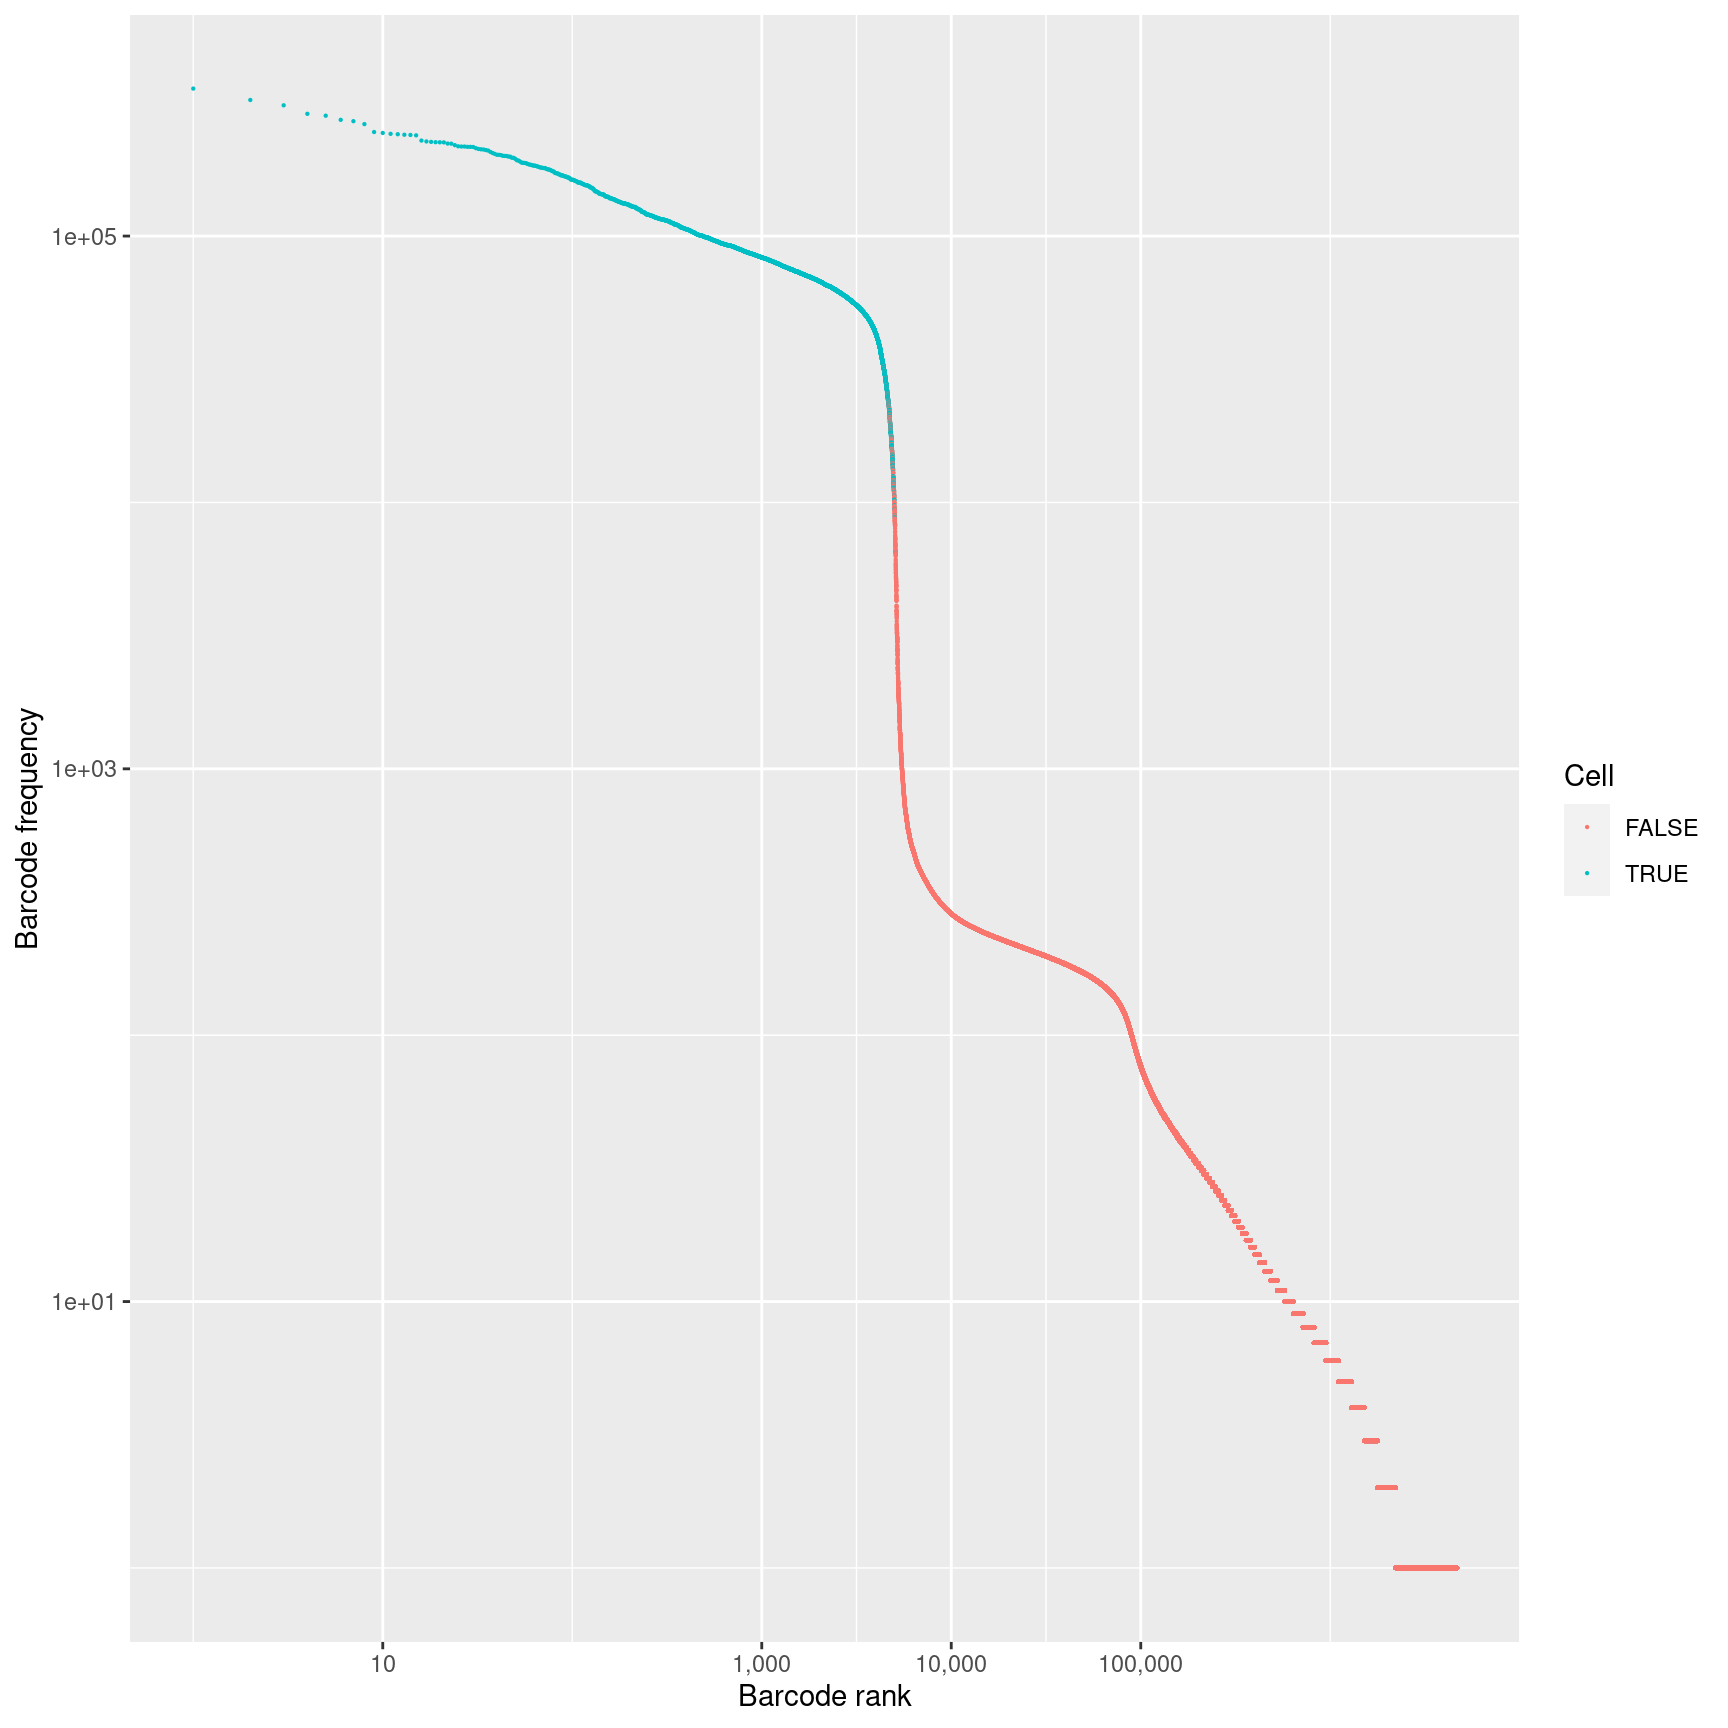 Barcode frequency
1e+05
1e+03
1e+01
10
1,000
10,000
100,000
Barcode rank
Cell
FALSE
TRUE